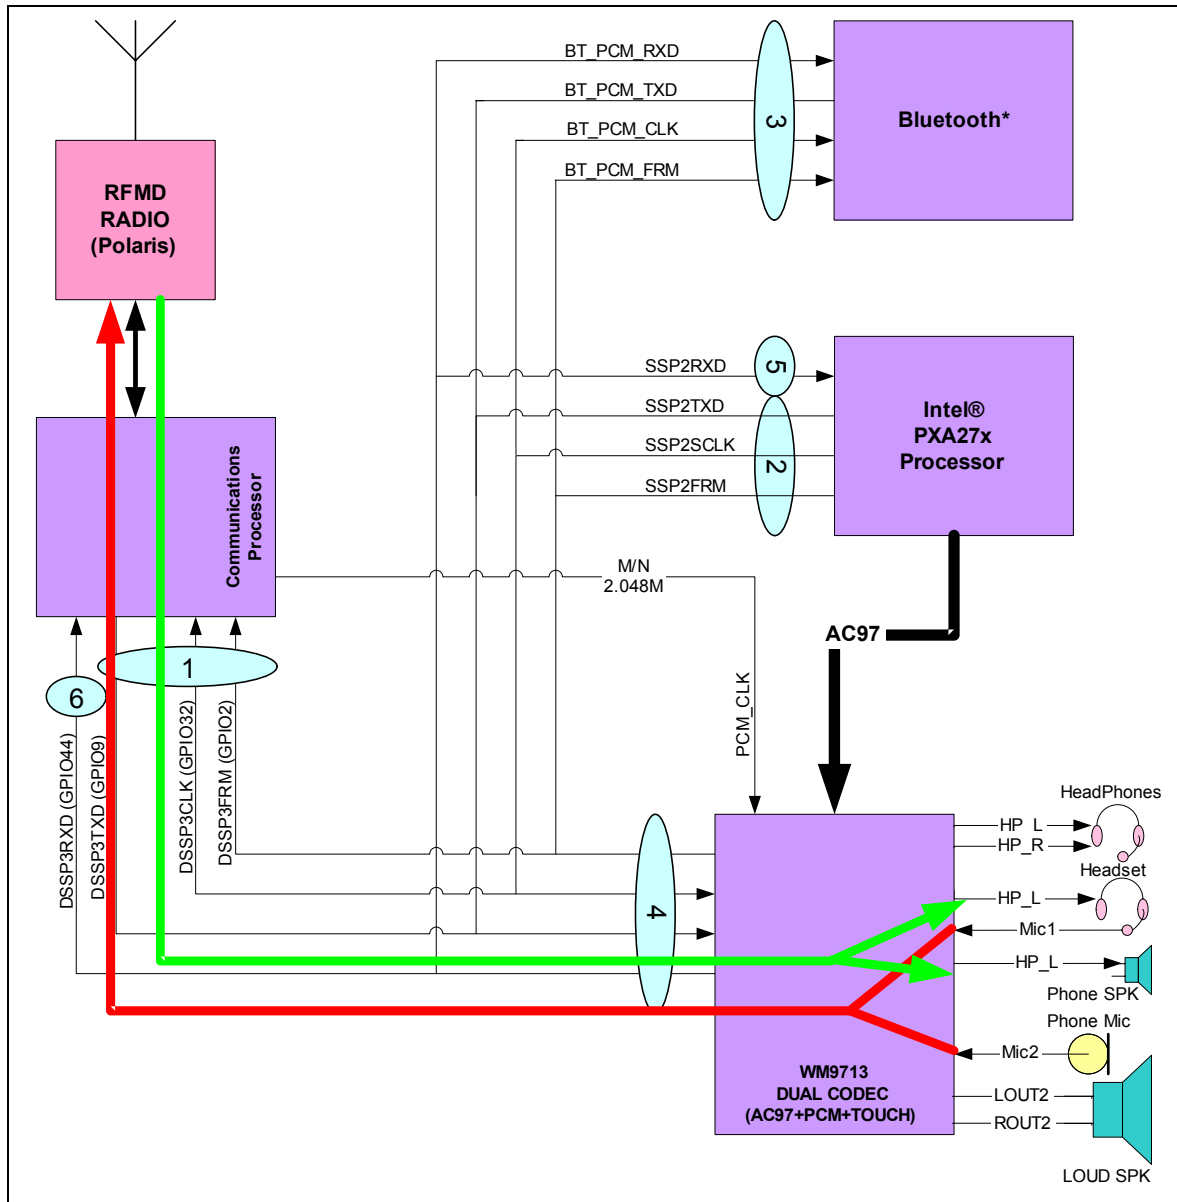 BT_PCM_RXD
BT_PCM_TXD
BT_PCM_CLK
BT_PCM_FRM
3
Bluetooth*
RFMD
RADIO
(Polaris)
SSP2RXD
SSP2TXD
SSP2SCLK
SSP2FRM
5
2
Intel®
PXA27x
Processor
Communications
Processor
M/N
2.048M
AC97
PCM_CLK
1
6
DSSP3RXD (GPIO44)
DSSP3TXD (GPIO9)
DSSP3CLK (GPIO32)
DSSP3FRM (GPIO2)
4
HeadPhones
HP_L
HP_R
Headset
HP_L
Mic1
HP_L
Phone SPK
Phone Mic
Mic2
WM9713
DUAL CODEC
(AC97+PCM+TOUCH)
LOUT2
ROUT2
LOUD SPK